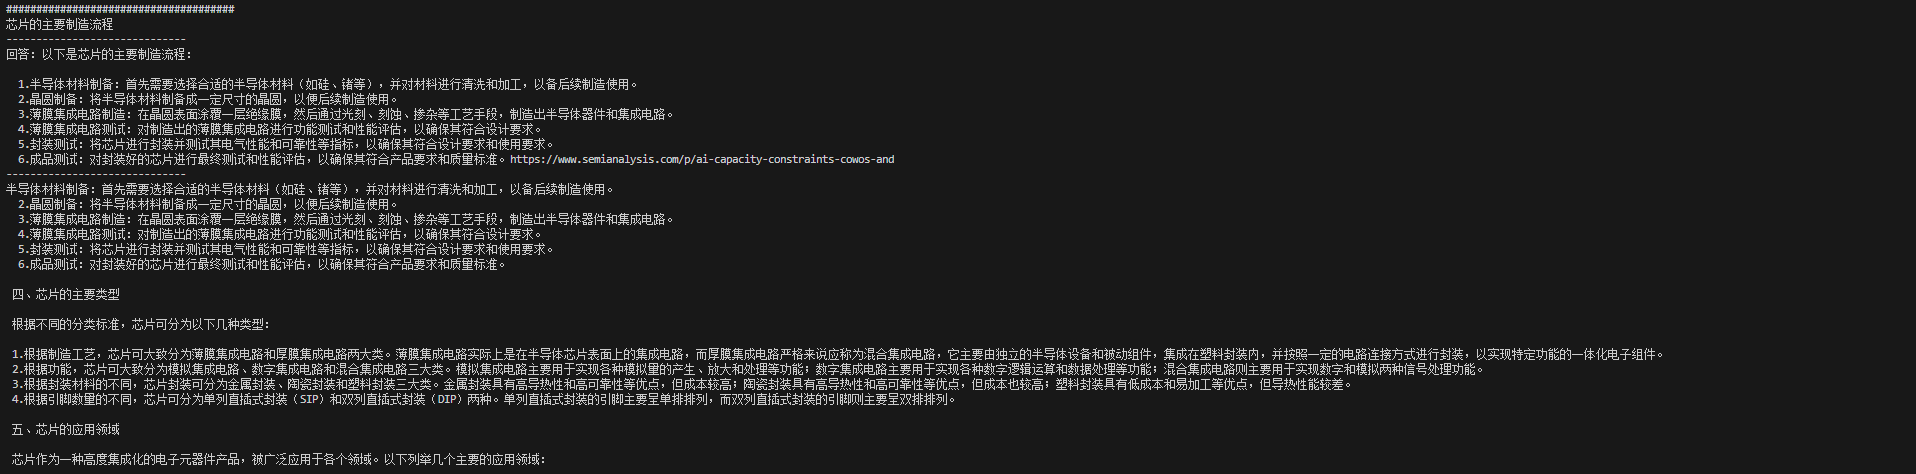 ######################################
芯片的主要制造流程
------------------------------
回答: 以下是芯片的主要制造流程:
1.半导体材料制备: 首先需要选择合适的半导体材料（如硅、锗等）, 并对材料进行清洗和加工, 以备后续制造使用。
2.晶圆制备: 将半导体材料制备成一定尺寸的晶圆, 以便后续制造使用。
3.薄膜集成电路制造: 在晶圆表面涂覆一层绝缘膜, 然后通过光刻、刻蚀、掺杂等工艺手段, 制造出半导体器件和集成电路。
4.薄膜集成电路测试: 对制造出的薄膜集成电路进行功能测试和性能评估, 以确保其符合设计要求。
5.封装测试: 将芯片进行封装并测试其电气性能和可靠性等指标, 以确保其符合设计要求和使用要求。
6.成品测试: 对封装好的芯片进行最终测试和性能评估, 以确保其符合产品要求和质量标准。https://www.semianalysis.com/p/ai-capacity-constraints-cowos-and
------------------------------
半导体材料制备: 首先需要选择合适的半导体材料（如硅、锗等）, 并对材料进行清洗和加工, 以备后续制造使用。
2.晶圆制备: 将半导体材料制备成一定尺寸的晶圆, 以便后续制造使用。
3.薄膜集成电路制造: 在晶圆表面涂覆一层绝缘膜, 然后通过光刻、刻蚀、掺杂等工艺手段, 制造出半导体器件和集成电路。
4.薄膜集成电路测试: 对制造出的薄膜集成电路进行功能测试和性能评估, 以确保其符合设计要求。
5.封装测试: 将芯片进行封装并测试其电气性能和可靠性等指标, 以确保其符合设计要求和使用要求。
6.成品测试: 对封装好的芯片进行最终测试和性能评估, 以确保其符合产品要求和质量标准。
四、芯片的主要类型
根据不同的分类标准, 芯片可分为以下几种类型:
1.根据制造工艺, 芯片可大致分为薄膜集成电路和厚膜集成电路两大类。薄膜集成电路实际上是在半导体芯片表面上的集成电路, 而厚膜集成电路严格来说应称为混合集成电路, 它主要由独立的半导体设备和被动组件, 集成在塑料封装内, 并按照一定的电路连接方式进行封装, 以实现特定功能的一体化电子组件。
2.根据功能, 芯片可大致分为模拟集成电路、数字集成电路和混合集成电路三大类。模拟集成电路主要用于实现各种模拟量的产生、放大和处理等功能; 数字集成电路主要用于实现各种数字逻辑运算和数据处理等功能; 混合集成电路则主要用于实现数字和模拟两种信号处理功能。
3.根据封装材料的不同, 芯片封装可分为金属封装、陶瓷封装和塑料封装三大类。金属封装具有高导热性和高可靠性等优点, 但成本较高; 陶瓷封装具有高导热性和高可靠性等优点, 但成本也较高; 塑料封装具有低成本和易加工等优点, 但导热性能较差。
4.根据引脚数量的不同, 芯片可分为单列直插式封装（SIP）和双列直插式封装（DIP）两种。单列直插式封装的引脚主要呈单排排列, 而双列直插式封装的引脚则主要呈双排排列。
五、芯片的应用领域
芯片作为一种高度集成化的电子元器件产品, 被广泛应用于各个领域。以下列举几个主要的应用领域: